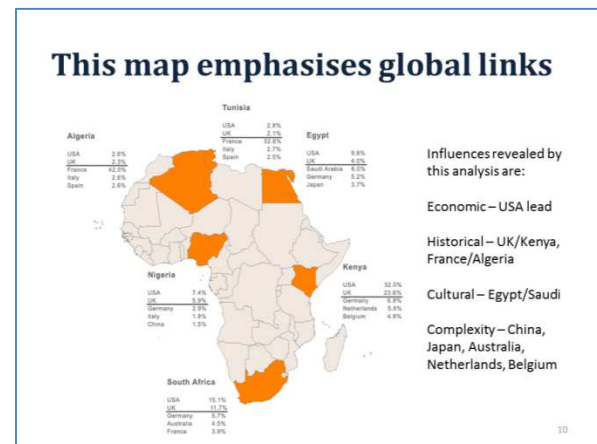 This map emphasises global links
Tunisia
USA 2.9%
UK 2.1%
France 32.6%
Italy 2.7%
Spain 2.5%
Algeria
USA 2.8%
UK 2.3%
France 42.0%
Italy 2.6%
Spain 2.6%
Egypt
USA 9.6%
UK 4.0%
Saudi Arabia 6.0%
Germany 5.2%
Japan 3.7%
Nigeria
USA 7.4%
UK 5.9%
Germany 2.9%
Italy 1.8%
China 1.5%
Kenya
USA 32.0%
UK 23.8%
Germany 6.8%
Netherlands 5.8%
Belgium 4.8%
South Africa
USA 15.1%
UK 11.7%
Germany 5.7%
Australia 4.5%
France 3.9%
Influences revealed by
this analysis are:
Economic – USA lead
Historical – UK/Kenya,
France/Algeria
Cultural – Egypt/Saudi
Complexity – China,
Japan, Australia,
Netherlands, Belgium
10